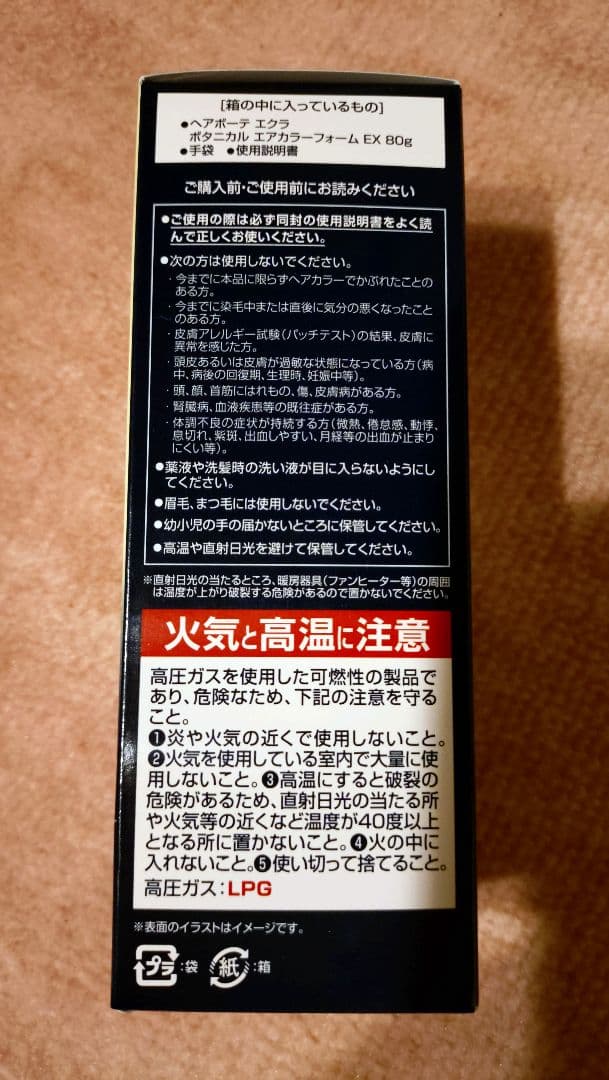 [箱の中に入っているもの]
●ヘアボーテ エクラ
ボタニカル エアカラーフォーム EX 80g
●手袋 ●使用説明書
ご購入前・ご使用前にお読みください
●ご使用の際は必ず同封の使用説明書をよく読
んで正しくお使いください。
●次の方は使用しないでください。
・今までに本品に限らずヘアカラーでかぶれたことの
ある方。
・今までに染毛中または直後に気分の悪くなったこと
のある方。
・皮膚アレルギー試験(パッチテスト)の結果、皮膚に
異常を感じた方。
・頭皮あるいは皮膚が過敏な状態になっている方(病
中、病後の回復期、生理時、妊娠中等)。
・頭、顔、首筋にはれもの、傷、皮膚病がある方。
・腎臓病、血液疾患等の既往症がある方。
・体調不良の症状が持続する方(微熱、倦怠感、動悸、
息切れ、紫斑、出血しやすい、月経等の出血が止まり
にくい等)。
●薬液や洗髪時の洗い液が目に入らないようにし
てください。
●眉毛、まつ毛には使用しないでください。
●幼小児の手の届かないところに保管してください。
●高温や直射日光を避けて保管してください。
※直射日光の当たるところ、暖房器具(ファンヒーター等)の周囲
は温度が上がり破裂する危険があるので置かないでください。
火気と高温に注意
高圧ガスを使用した可燃性の製品で
あり、危険なため、下記の注意を守る
こと。
❶炎や火気の近くで使用しないこと。
❷火気を使用している室内で大量に使
用しないこと。❸高温にすると破裂の
危険があるため、直射日光の当たる所
や火気等の近くなど温度が40度以上
となる所に置かないこと。❹火の中に
入れないこと。❺使い切って捨てること。
高圧ガス:LPG
※表面のイラストはイメージです。
プラ:袋 紙:箱